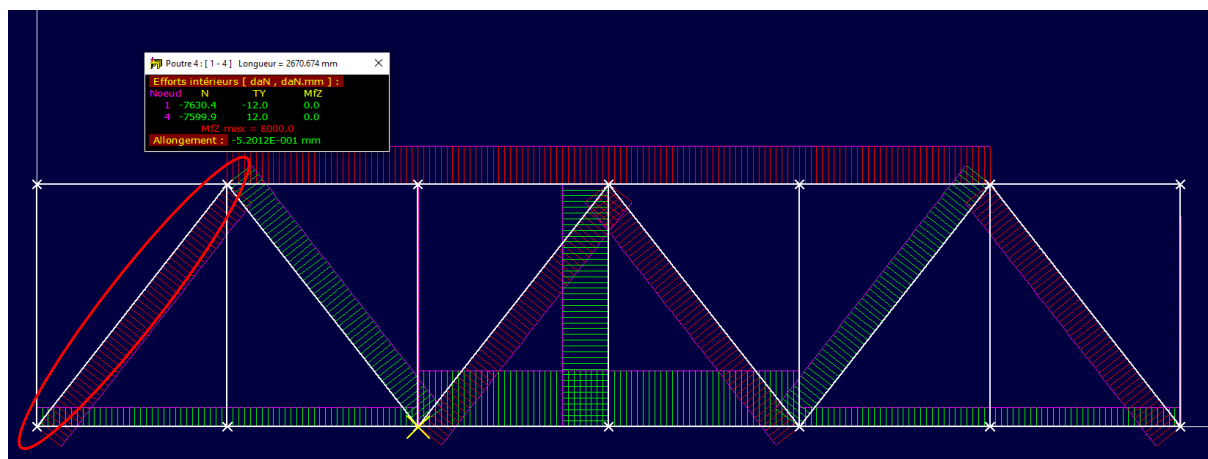 Poutre 4 : [ 1 - 4 ] Longueur = 2670.674 mm
Efforts intérieurs [ daN , daN.mm ] :
Noeud N TY MfZ
1 -7630.4 -12.0 0.0
4 -7599.9 12.0 0.0
MfZ max = 8000.0
Allongement : -5.2012E-001 mm